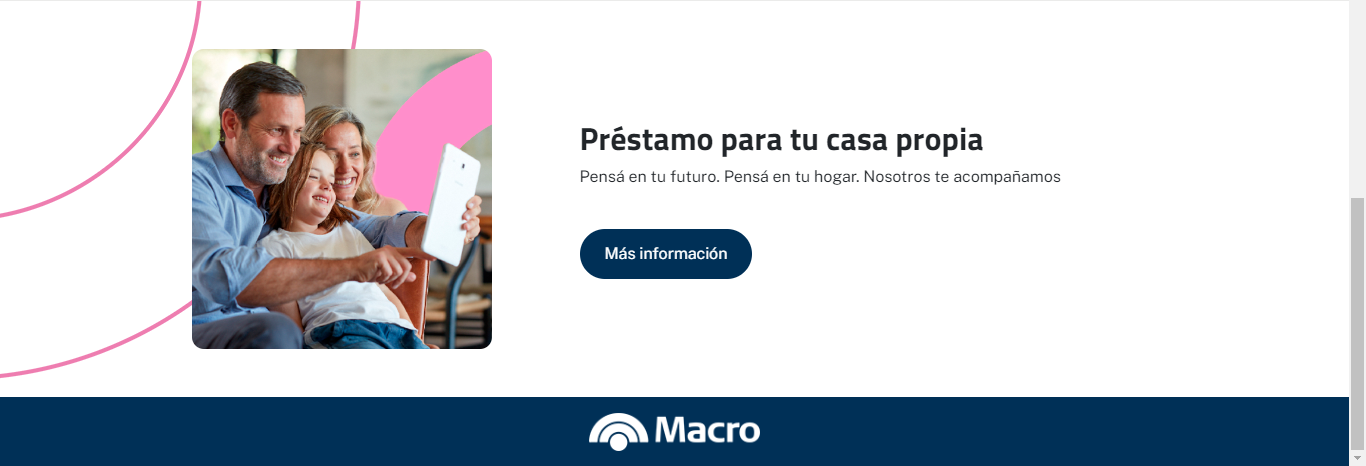 Préstamo para tu casa propia
Pensá en tu futuro. Pensá en tu hogar. Nosotros te acompañamos
Más información
Macro